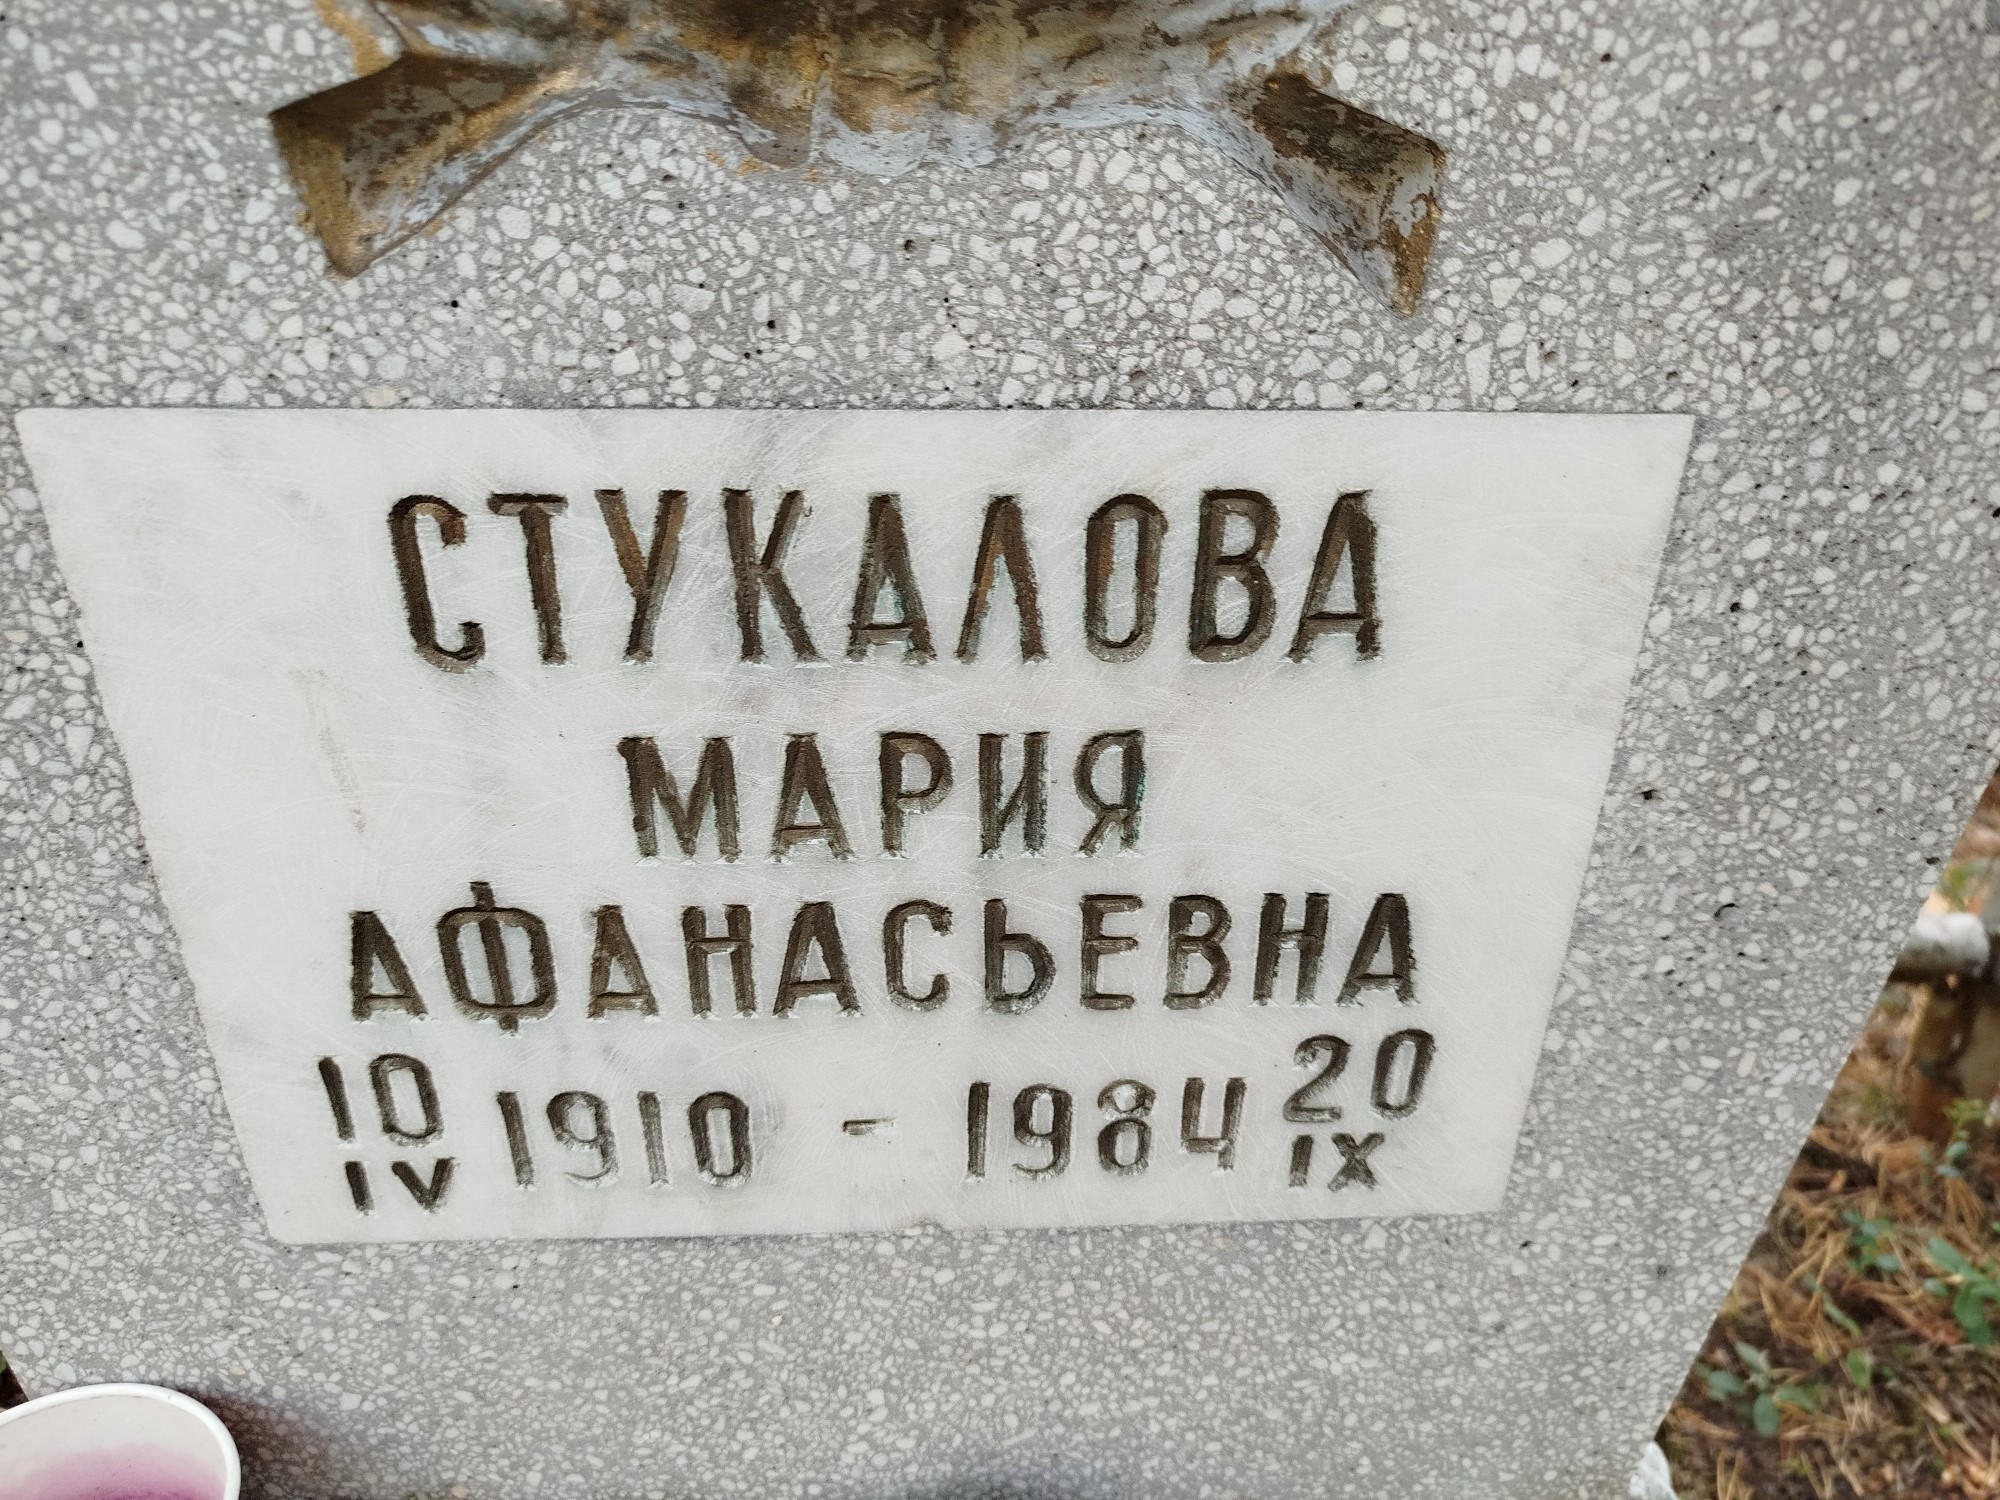 СТУКАЛОВА
МАРИЯ
АФАНАСЬЕВНА
10 IV 1910 - 1984 20 IX